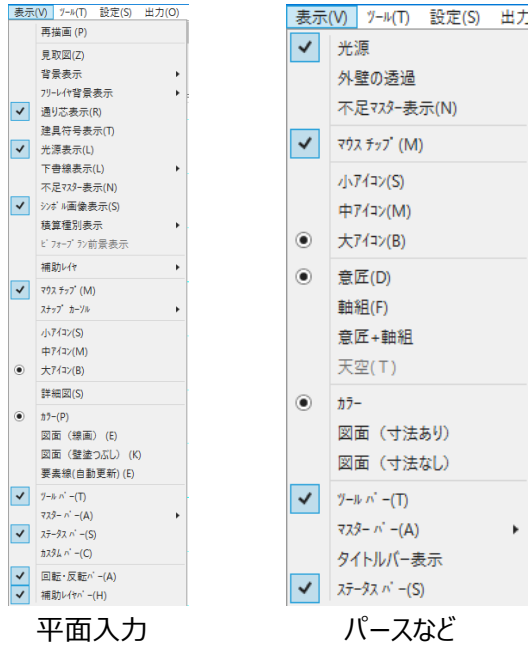 表示(V) ツール(T) 設定(S) 出力(O)
再描画 (P)
見取図(Z)
背景表示
フリーレイヤ背景表示
通り芯表示(R)
建具符号表示(T)
光源表示(L)
下書線表示(L)
不足マスター表示(N)
シンボル画像表示(S)
積算種別表示
ビフォープラン前景表示
補助レイヤ
マウス チップ(M)
スナップ カーソル
小アイコン(S)
中アイコン(M)
大アイコン(B)
詳細図(S)
カラー(P)
図面（線画）(E)
図面（壁塗つぶし）(K)
要素線(自動更新) (E)
ツール バー(T)
マスター バー(A)
ステータス バー(S)
カスタム バー(C)
回転・反転バー(A)
補助レイヤバー(H)
平面入力
表示(V) ツール(T) 設定(S) 出力
光源
外壁の透過
不足マスター表示(N)
マウス チップ(M)
小アイコン(S)
中アイコン(M)
大アイコン(B)
意匠(D)
軸組(F)
意匠+軸組
天空(Ｔ)
カラー
図面（寸法あり）
図面（寸法なし）
ツール バー(T)
マスター バー(A)
タイトルバー表示
ステータス バー(S)
パースなど